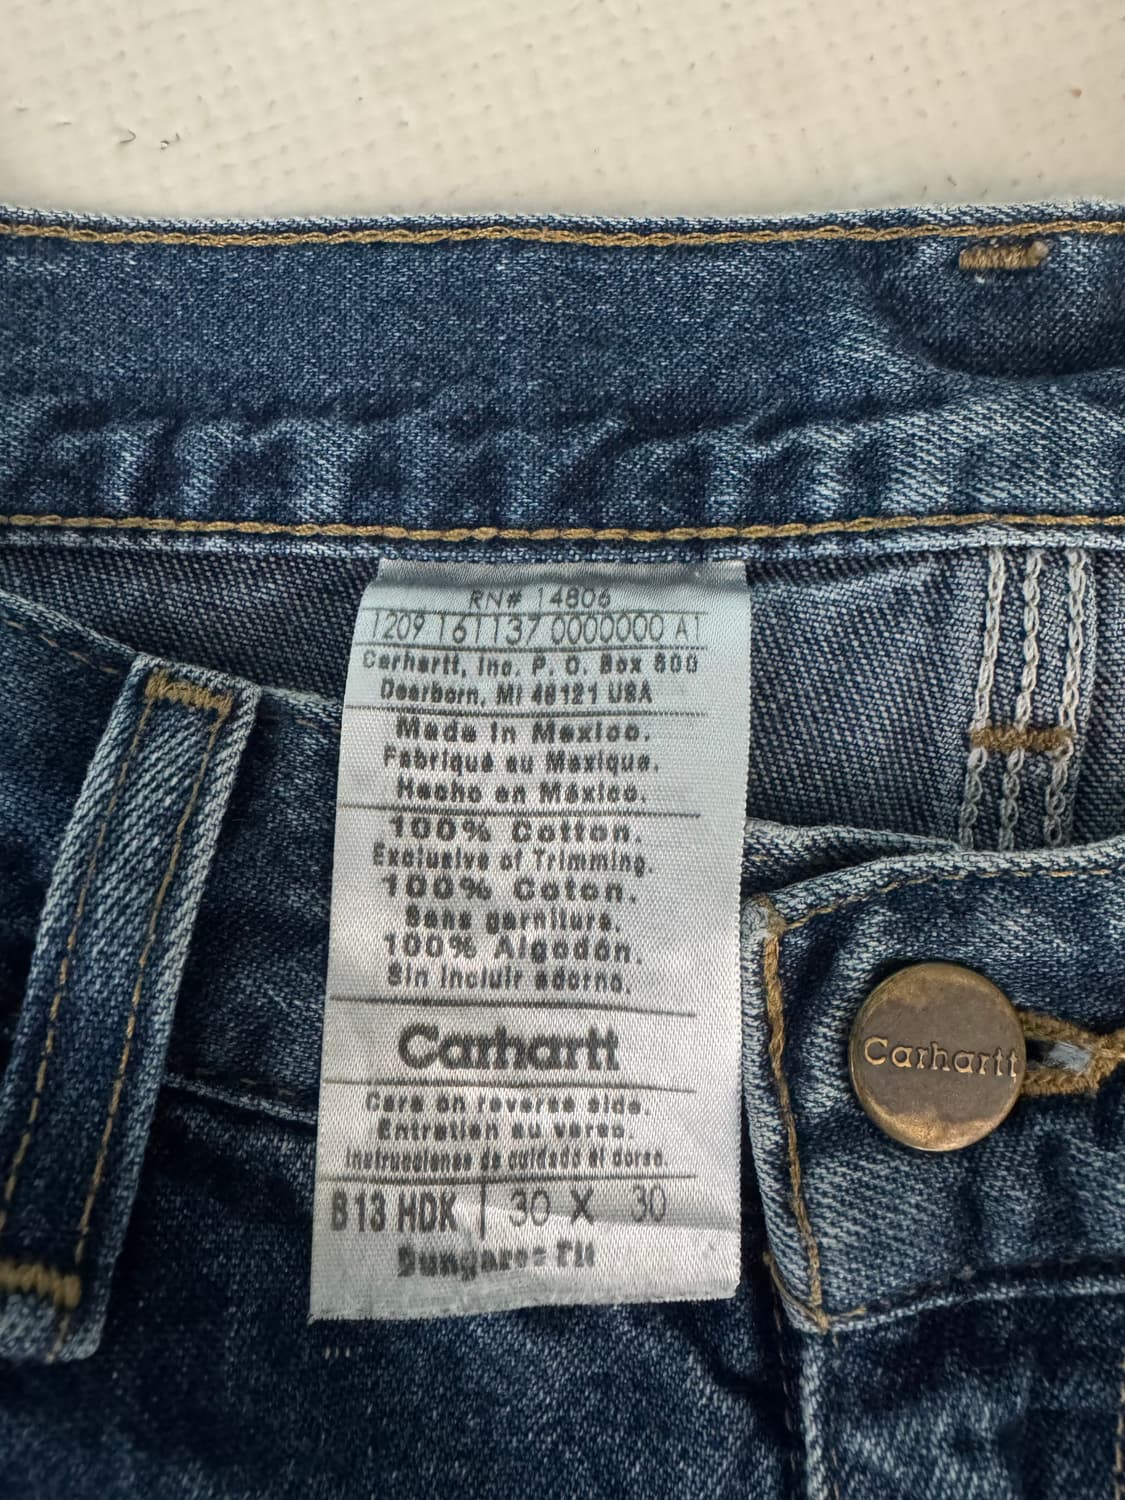 RN# 14806
1209 161137 0000000 A1
Carhartt, Inc. P. O. Box 600
Dearborn, MI 48121 USA
Made in Mexico.
Fabriqué au Mexique.
Hecho en México.
100% Cotton.
Exclusive of Trimming.
100% Coton.
Sans garniture.
100% Algodón.
Sin incluir adorno.
Carhartt
Care on reverse side.
Entretien au verso.
Instrucciones de cuidado al dorso.
B13 HDK | 30 X 30
Dungaree Fit
Carhartt